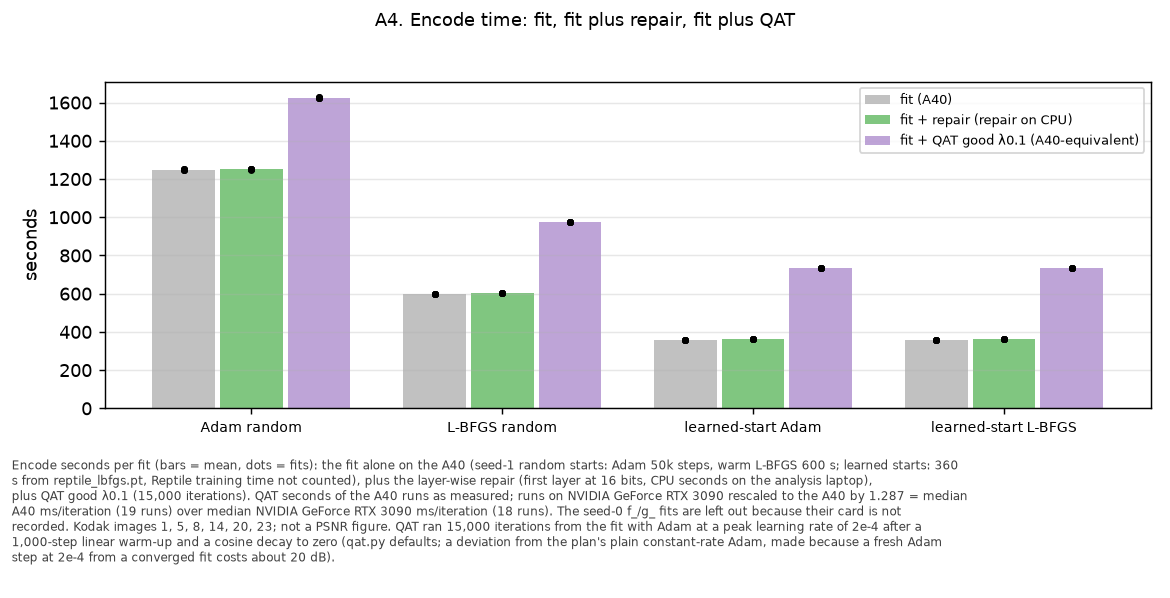 A4. Encode time: fit, fit plus repair, fit plus QAT
seconds
1600
1400
1200
1000
800
600
400
200
0
fit (A40)
fit + repair (repair on CPU)
fit + QAT good λ0.1 (A40-equivalent)
Adam random
L-BFGS random
learned-start Adam
learned-start L-BFGS
Encode seconds per fit (bars = mean, dots = fits): the fit alone on the A40 (seed-1 random starts: Adam 50k steps, warm L-BFGS 600 s; learned starts: 360
s from reptile_lbfgs.pt, Reptile training time not counted), plus the layer-wise repair (first layer at 16 bits, CPU seconds on the analysis laptop),
plus QAT good λ0.1 (15,000 iterations). QAT seconds of the A40 runs as measured; runs on NVIDIA GeForce RTX 3090 rescaled to the A40 by 1.287 = median
A40 ms/iteration (19 runs) over median NVIDIA GeForce RTX 3090 ms/iteration (18 runs). The seed-0 f_/g_ fits are left out because their card is not
recorded. Kodak images 1, 5, 8, 14, 20, 23; not a PSNR figure. QAT ran 15,000 iterations from the fit with Adam at a peak learning rate of 2e-4 after a
1,000-step linear warm-up and a cosine decay to zero (qat.py defaults; a deviation from the plan's plain constant-rate Adam, made because a fresh Adam
step at 2e-4 from a converged fit costs about 20 dB).